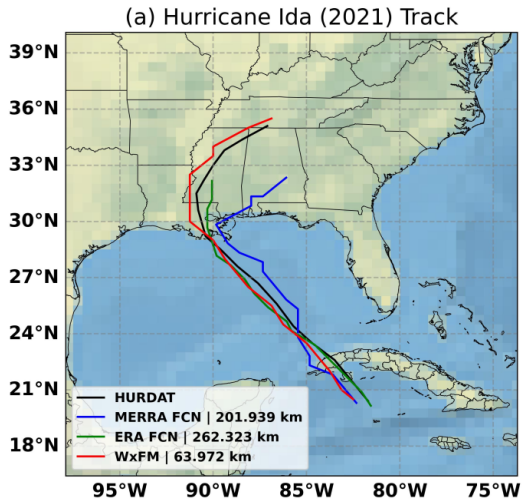 (a) Hurricane Ida (2021) Track
39°N
36°N
33°N
30°N
27°N
24°N
21°N
18°N
HURDAT
MERRA FCN | 201.939 km
ERA FCN | 262.323 km
WxFM | 63.972 km
95°W 90°W 85°W 80°W 75°W